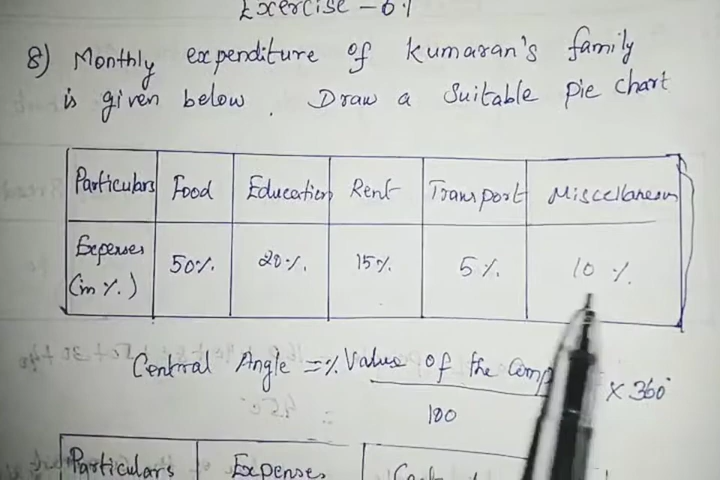 Exercise - 6.1
8) Monthly expenditure of Kumaran's family
is given below. Draw a Suitable Pie chart
Particulars Food Education Rent Transport Miscellaneous
Expenses (in %.) 50%. 20%. 15%. 5%. 10%.
Central Angle = % Value of the Comp
100
× 360°
Particulars Expenses